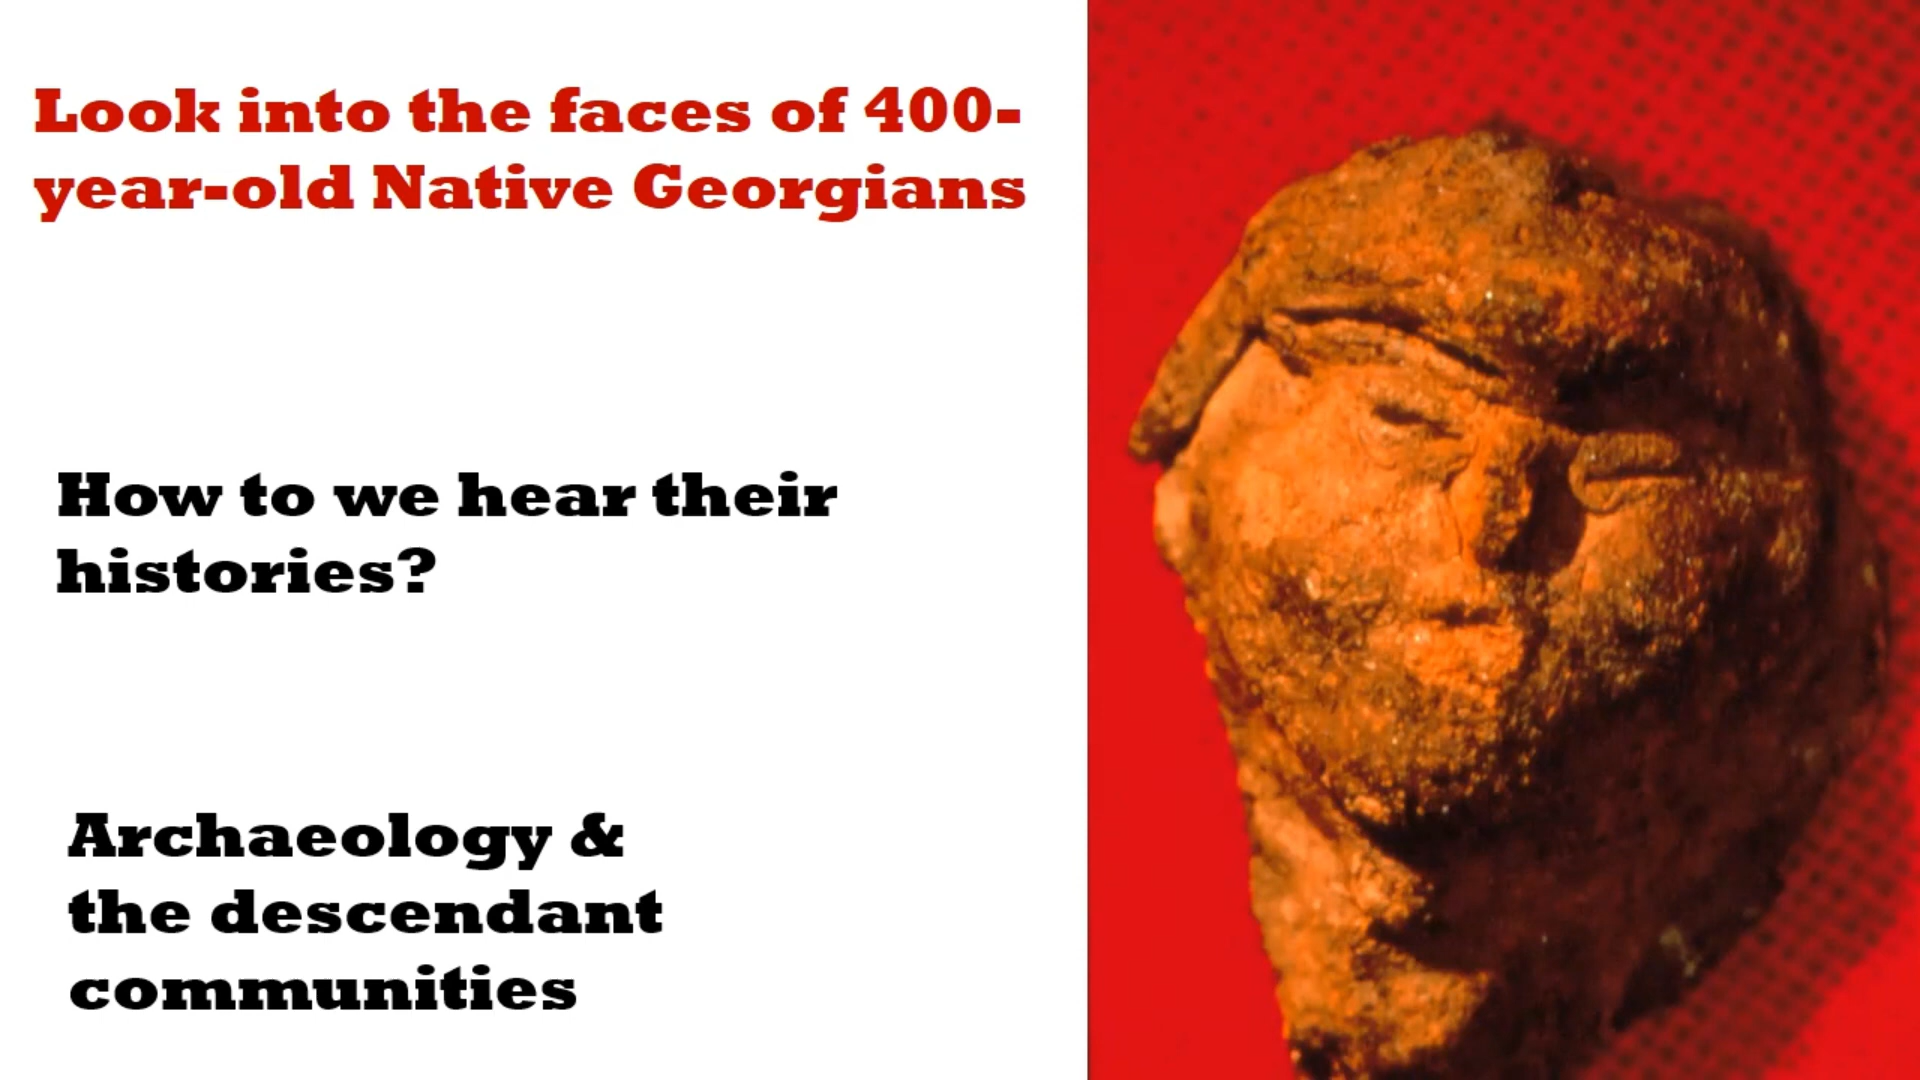 Look into the faces of 400-
year-old Native Georgians
How to we hear their
histories?
Archaeology &
the descendant
communities